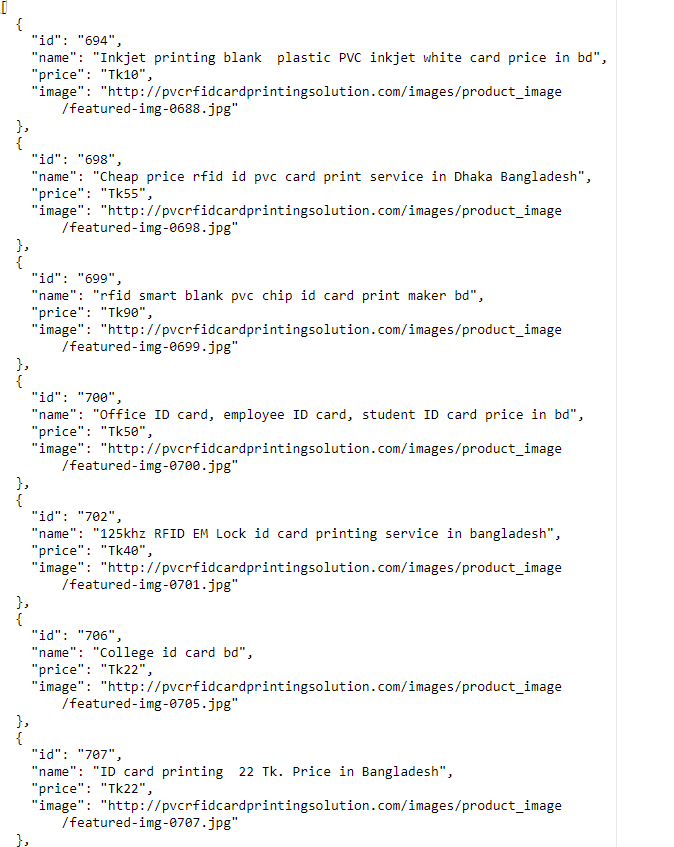 [
{
"id": "694",
"name": "Inkjet printing blank  plastic PVC inkjet white card price in bd",
"price": "Tk10",
"image": "http://pvcrfidcardprintingsolution.com/images/product_image
/featured-img-0688.jpg"
},
{
"id": "698",
"name": "Cheap price rfid id pvc card print service in Dhaka Bangladesh",
"price": "Tk55",
"image": "http://pvcrfidcardprintingsolution.com/images/product_image
/featured-img-0698.jpg"
},
{
"id": "699",
"name": "rfid smart blank pvc chip id card print maker bd",
"price": "Tk90",
"image": "http://pvcrfidcardprintingsolution.com/images/product_image
/featured-img-0699.jpg"
},
{
"id": "700",
"name": "Office ID card, employee ID card, student ID card price in bd",
"price": "Tk50",
"image": "http://pvcrfidcardprintingsolution.com/images/product_image
/featured-img-0700.jpg"
},
{
"id": "702",
"name": "125khz RFID EM Lock id card printing service in bangladesh",
"price": "Tk40",
"image": "http://pvcrfidcardprintingsolution.com/images/product_image
/featured-img-0701.jpg"
},
{
"id": "706",
"name": "College id card bd",
"price": "Tk22",
"image": "http://pvcrfidcardprintingsolution.com/images/product_image
/featured-img-0705.jpg"
},
{
"id": "707",
"name": "ID card printing  22 Tk. Price in Bangladesh",
"price": "Tk22",
"image": "http://pvcrfidcardprintingsolution.com/images/product_image
/featured-img-0707.jpg"
},